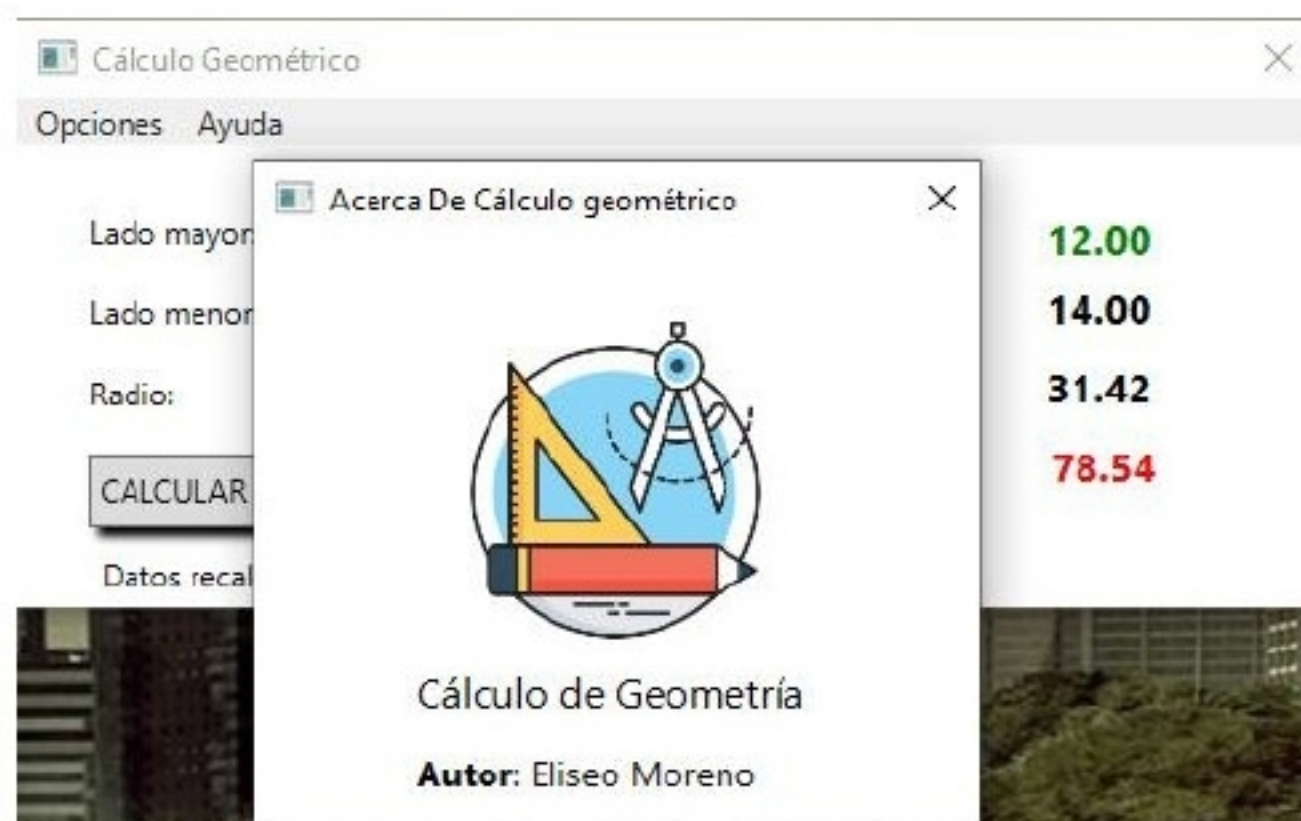 Cálculo Geométrico
Opciones Ayuda
Acerca De Cálculo geométrico
Lado mayor:
12.00
Lado menor
14.00
Radio:
31.42
CALCULAR
78.54
Datos recal
Cálculo de Geometría
Autor: Eliseo Moreno